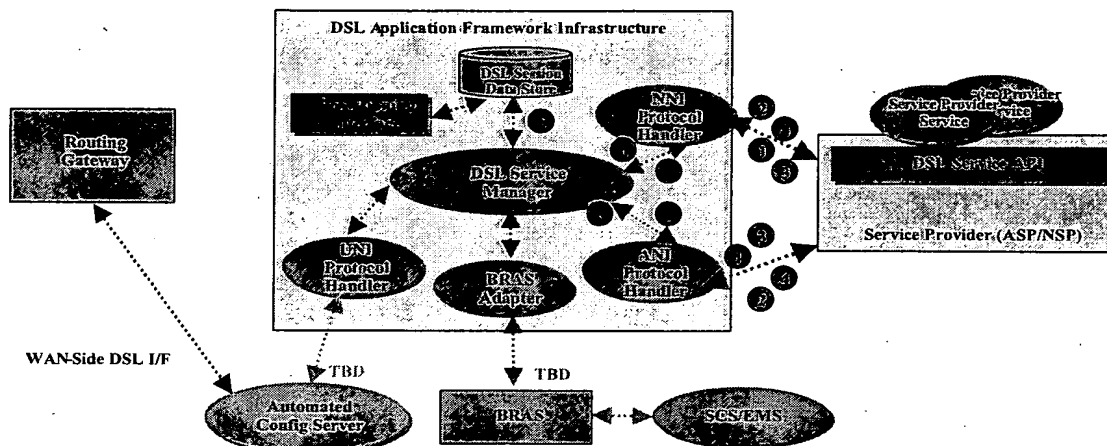 DSL Application Framework Infrastructure
DSL Session
Data Store
NNI
Protocol
Handler
Service Provider
Service
Provider
DSL Service API
Service Provider (ASP/NSP)
Routing
Gateway
DSL Service
Manager
UNI
Protocol
Handler
BRAS
Adapter
ANI
Protocol
Handler
WAN-Side DSL I/F
TBD
TBD
Automated
Config Server
BRAS
SCS/EMS